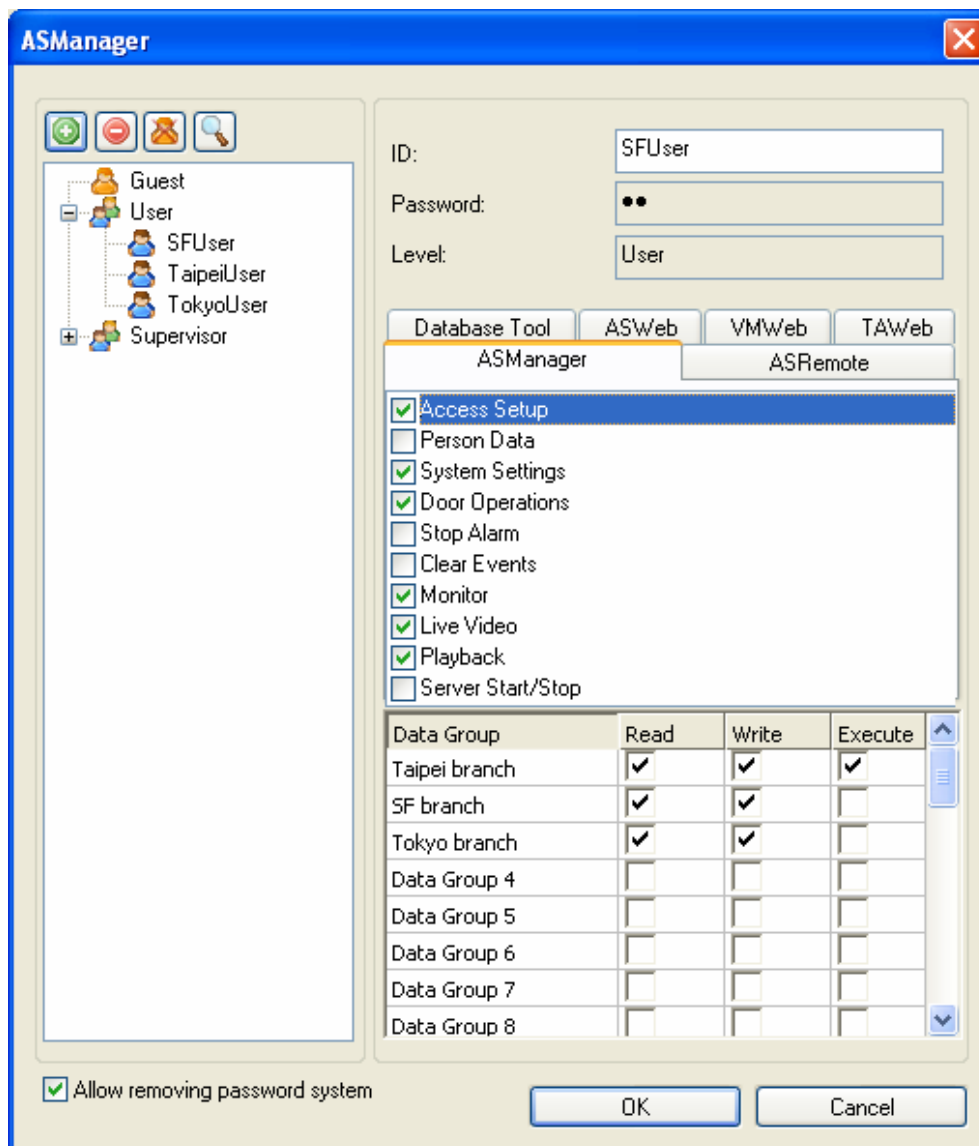 ASManager
Guest
User
SFUser
TaipeiUser
TokyoUser
Supervisor
ID: SFUser
Password: ●●
Level: User
Database Tool ASWeb VMWeb TAWeb
ASManager ASRemote
Access Setup
Person Data
System Settings
Door Operations
Stop Alarm
Clear Events
Monitor
Live Video
Playback
Server Start/Stop
Data Group Read Write Execute
Taipei branch
SF branch
Tokyo branch
Data Group 4
Data Group 5
Data Group 6
Data Group 7
Data Group 8
Allow removing password system
OK Cancel